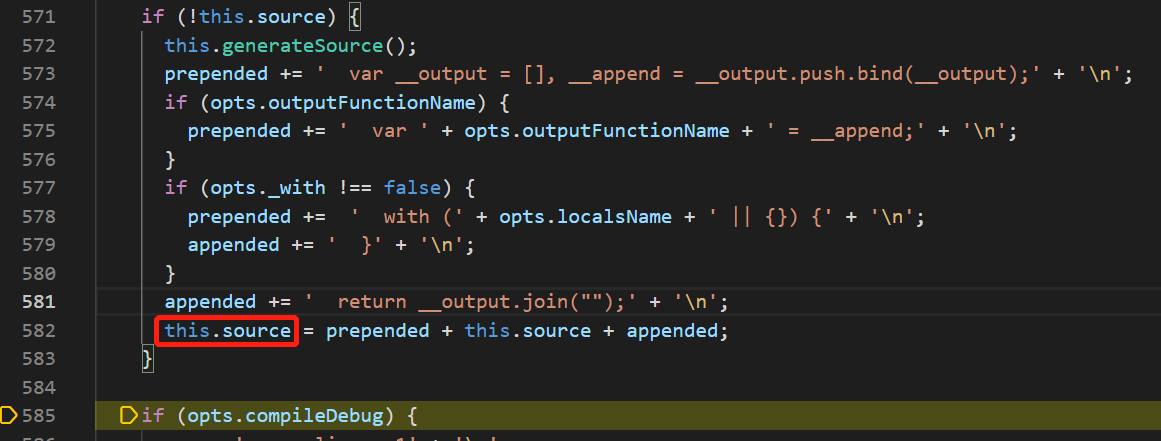 571 if (!this.source) {
572 this.generateSource();
573 prepended += '  var __output = [], __append = __output.push.bind(__output);' + '\n';
574 if (opts.outputFunctionName) {
575 prepended += '  var ' + opts.outputFunctionName + ' = __append;' + '\n';
576 }
577 if (opts._with !== false) {
578 prepended +=  '  with (' + opts.localsName + ' || {}) {' + '\n';
579 appended += '  }' + '\n';
580 }
581 appended += '  return __output.join("");' + '\n';
582 this.source = prepended + this.source + appended;
583 }
584
585 if (opts.compileDebug) {